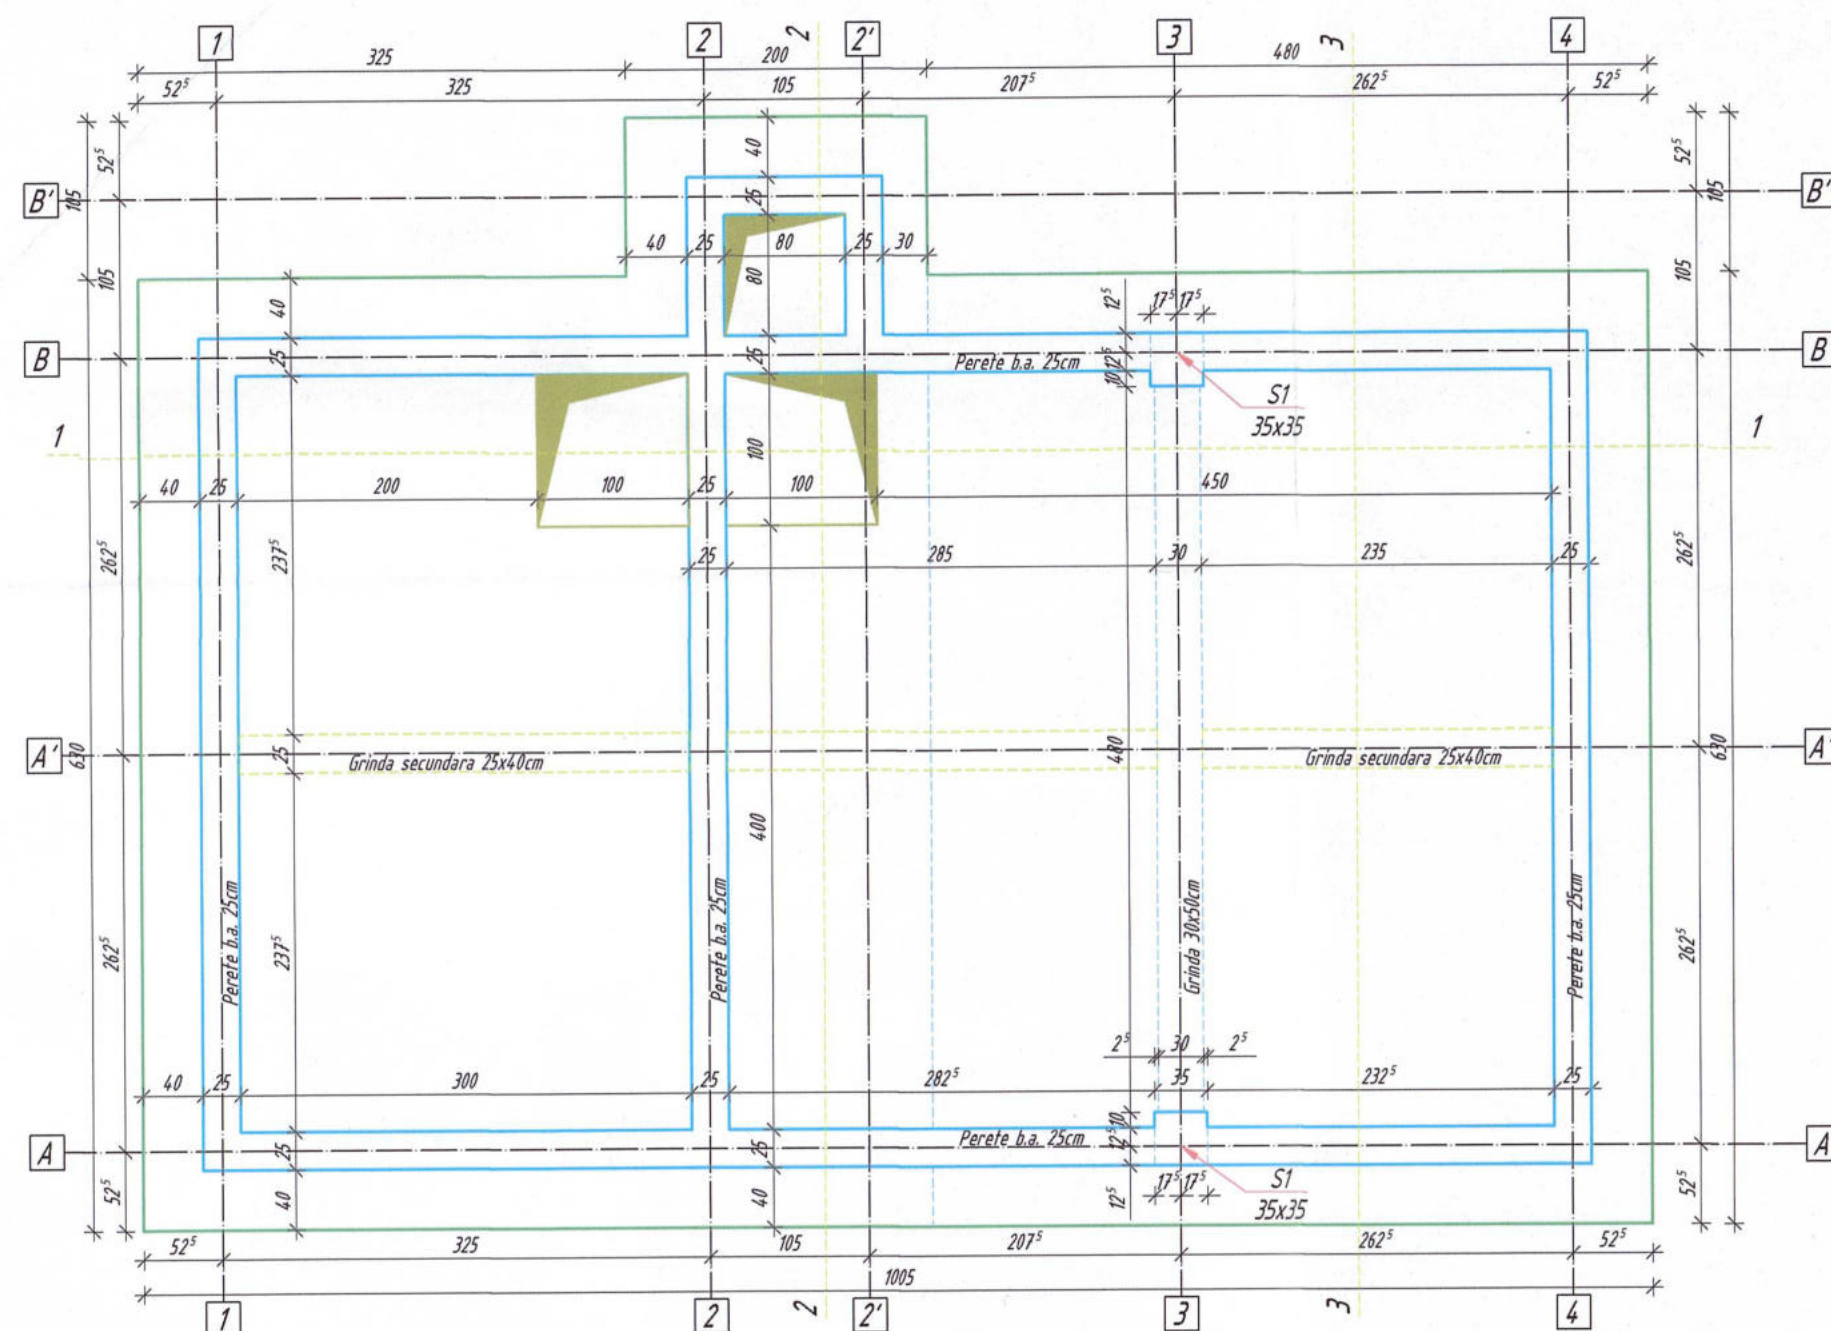 1 2 2 2' 3 3 4
325 200 480
52⁵ 325 105 207⁵ 262⁵ 52⁵
52⁵ 40 52⁵
B' 105 25 105 B'
40 25 80 25 30
105 40 80 12⁵ 17⁵ 17⁵ 105
B 25 25 Perete b.a. 25cm 12⁵ 10 B
S1
35x35
1 100 1
40 25 200 100 25 100 450
262⁵ 237⁵ 25 285 30 235 25 262⁵
A' 630 25 Grinda secundara 25x40cm 480 Grinda secundara 25x40cm 630 A'
400
262⁵ 237⁵ Perete b.a. 25cm Perete b.a. 25cm Grinda 30x50cm Perete b.a. 25cm 262⁵
2⁵ 30 2⁵
40 25 300 25 282⁵ 35 232⁵ 25
A 25 25 Perete b.a. 25cm 10 12⁵ A
52⁵ 40 40 12⁵ 17⁵ 17⁵ S1 52⁵
35x35
52⁵ 325 105 207⁵ 262⁵ 52⁵
1005
1 2 2 2' 3 3 4